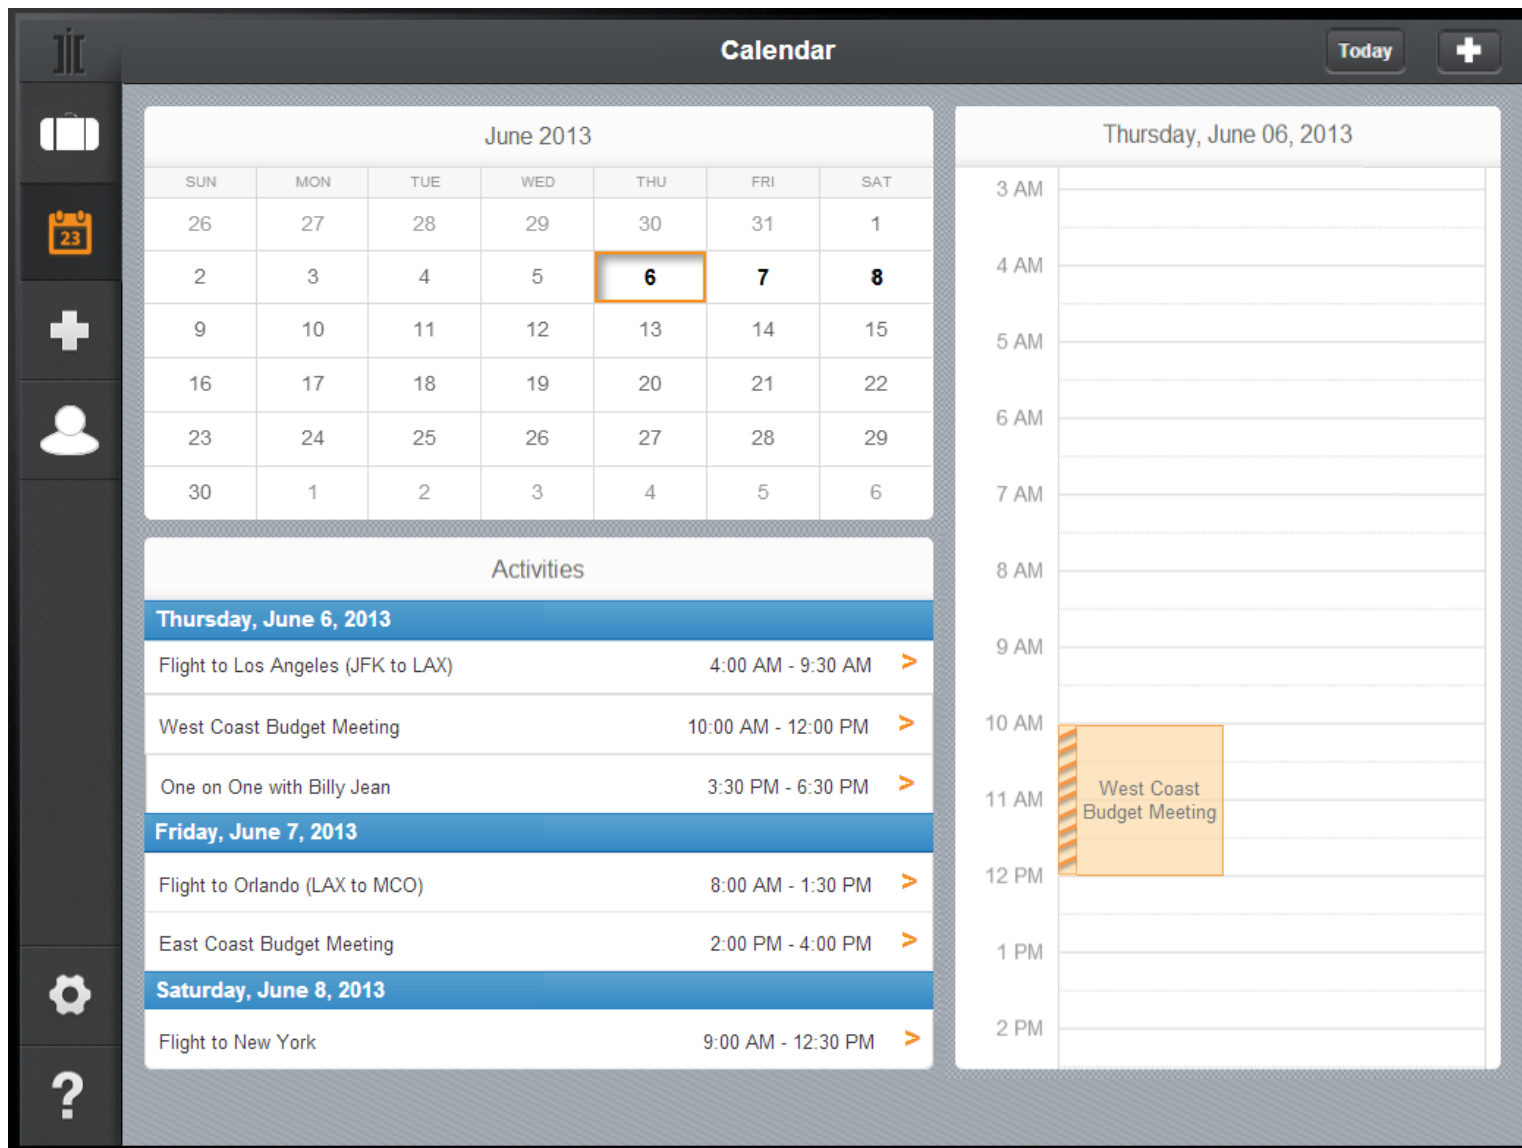 Calendar
Today
June 2013
SUN MON TUE WED THU FRI SAT
26 27 28 29 30 31 1
2 3 4 5 6 7 8
9 10 11 12 13 14 15
16 17 18 19 20 21 22
23 24 25 26 27 28 29
30 1 2 3 4 5 6
23
Activities
Thursday, June 6, 2013
Flight to Los Angeles (JFK to LAX) 4:00 AM - 9:30 AM >
West Coast Budget Meeting 10:00 AM - 12:00 PM >
One on One with Billy Jean 3:30 PM - 6:30 PM >
Friday, June 7, 2013
Flight to Orlando (LAX to MCO) 8:00 AM - 1:30 PM >
East Coast Budget Meeting 2:00 PM - 4:00 PM >
Saturday, June 8, 2013
Flight to New York 9:00 AM - 12:30 PM >
?
Thursday, June 06, 2013
3 AM
4 AM
5 AM
6 AM
7 AM
8 AM
9 AM
10 AM
West Coast
11 AM
Budget Meeting
12 PM
1 PM
2 PM